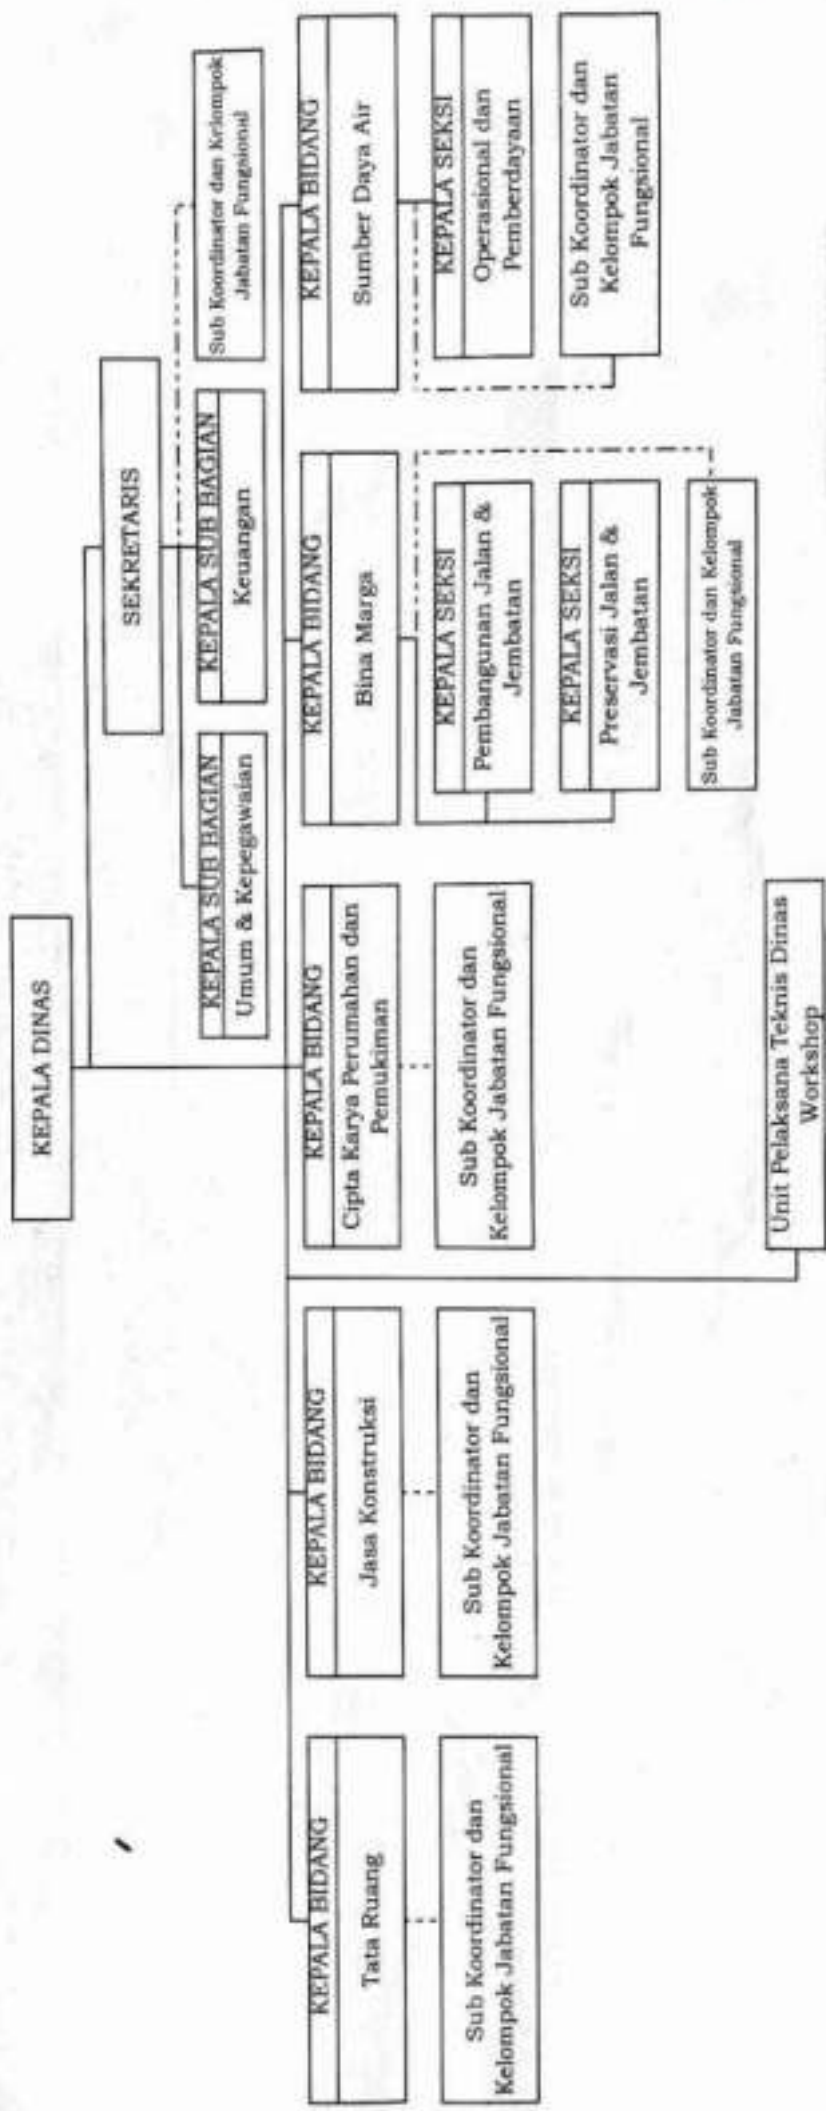 KEPALA DINAS
SEKRETARIS
KEPALA SUB BAGIAN
Umum & Kepegawaian
KEPALA SUB BAGIAN
Keuangan
Sub Koordinator dan Kelompok
Jabatan Fungsional
KEPALA BIDANG
Tata Ruang
KEPALA BIDANG
Jasa Konstruksi
KEPALA BIDANG
Cipta Karya Perumahan dan
Pemukiman
KEPALA BIDANG
Bina Marga
KEPALA BIDANG
Sumber Daya Air
Sub Koordinator dan
Kelompok Jabatan Fungsional
Sub Koordinator dan
Kelompok Jabatan Fungsional
Sub Koordinator dan
Kelompok Jabatan Fungsional
KEPALA SEKSI
Pembangunan Jalan &
Jembatan
KEPALA SEKSI
Operasional dan
Pemberdayaan
KEPALA SEKSI
Preservasi Jalan &
Jembatan
Sub Koordinator dan
Kelompok Jabatan
Fungsional
Sub Koordinator dan Kelompok
Jabatan Fungsional
Unit Pelaksana Teknis Dinas
Workshop